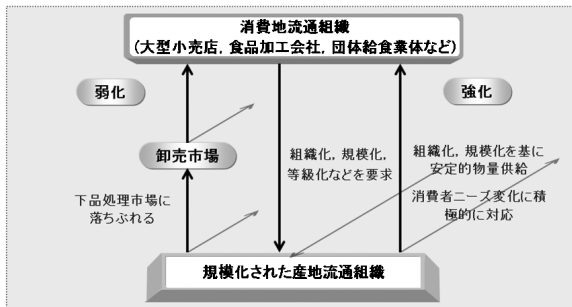 消費地流通組織
(大型小売店, 食品加工会社, 団体給食業体など)
弱化
強化
卸売市場
組織化, 規模化,
等級化などを要求
組織化, 規模化を基に
安定的物量供給
下品処理市場に
落ちぶれる
消費者ニーズ変化に積
極的に対応
規模化された産地流通組織